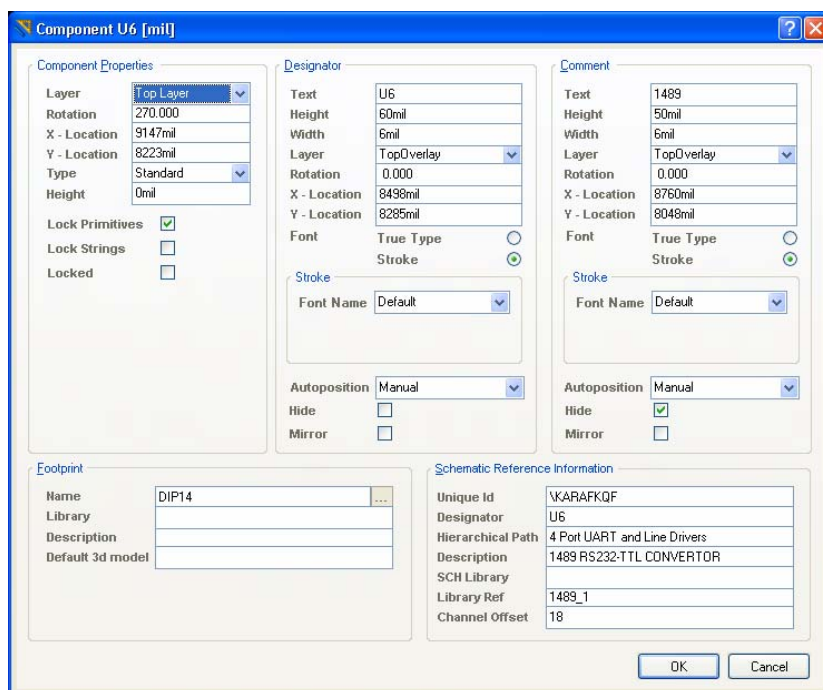 Component U6 [mil]
Component Properties
Layer Top Layer
Rotation 270.000
X - Location 9147mil
Y - Location 8223mil
Type Standard
Height 0mil
Lock Primitives
Lock Strings
Locked
Designator
Text U6
Height 60mil
Width 6mil
Layer TopOverlay
Rotation 0.000
X - Location 8498mil
Y - Location 8285mil
Font True Type
Stroke
Stroke
Font Name Default
Autoposition Manual
Hide
Mirror
Comment
Text 1489
Height 50mil
Width 6mil
Layer TopOverlay
Rotation 0.000
X - Location 8760mil
Y - Location 8048mil
Font True Type
Stroke
Stroke
Font Name Default
Autoposition Manual
Hide
Mirror
Footprint
Name DIP14 ...
Library
Description
Default 3d model
Schematic Reference Information
Unique Id \KARAFKQF
Designator U6
Hierarchical Path 4 Port UART and Line Drivers
Description 1489 RS232-TTL CONVERTOR
SCH Library
Library Ref 1489_1
Channel Offset 18
OK Cancel